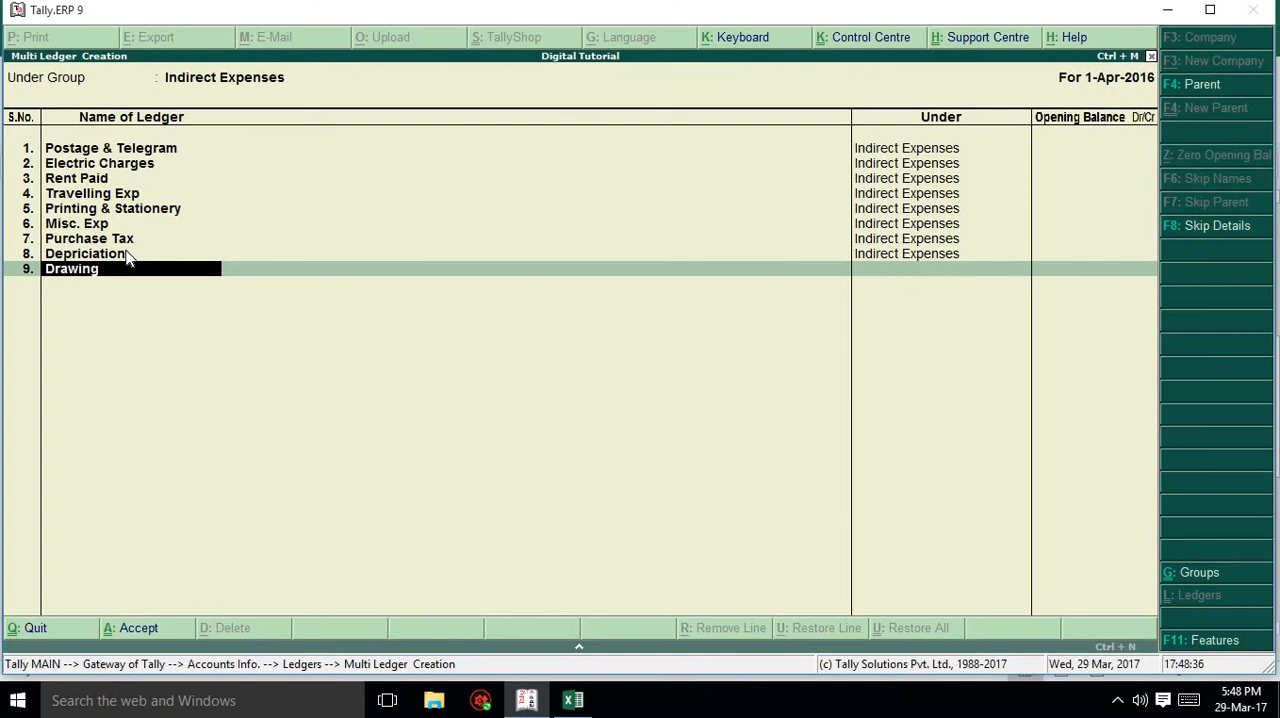 Tally.ERP 9
P: Print E: Export M: E-Mail O: Upload S: TallyShop G: Language K: Keyboard K: Control Centre H: Support Centre H: Help
F3: Company
Multi Ledger Creation Digital Tutorial Ctrl + M
F3: New Company
Under Group : Indirect Expenses For 1-Apr-2016
F4: Parent
F4: New Parent
S.No. Name of Ledger Under Opening Balance Dr/Cr
1. Postage & Telegram Indirect Expenses
Z: Zero Opening Bal
2. Electric Charges Indirect Expenses
3. Rent Paid Indirect Expenses
F6: Skip Names
4. Travelling Exp Indirect Expenses
F7: Skip Parent
5. Printing & Stationery Indirect Expenses
6. Misc. Exp Indirect Expenses
F8: Skip Details
7. Purchase Tax Indirect Expenses
8. Depriciation Indirect Expenses
9. Drawing
G: Groups
L: Ledgers
Q: Quit A: Accept D: Delete R: Remove Line U: Restore Line U: Restore All
F11: Features
Ctrl + N
Tally MAIN --> Gateway of Tally --> Accounts Info. --> Ledgers --> Multi Ledger Creation (c) Tally Solutions Pvt. Ltd., 1988-2017 Wed, 29 Mar, 2017 17:48:36
Search the web and Windows
5:48 PM
29-Mar-17